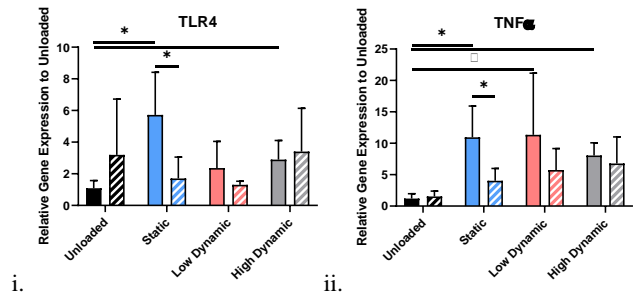 TLR4
Relative Gene Expression to Unloaded
10
8
6
4
2
0
*
*
Unloaded
Static
Low Dynamic
High Dynamic
i.
TNFα
Relative Gene Expression to Unloaded
25
20
15
10
5
0
*
□
*
Unloaded
Static
Low Dynamic
High Dynamic
ii.